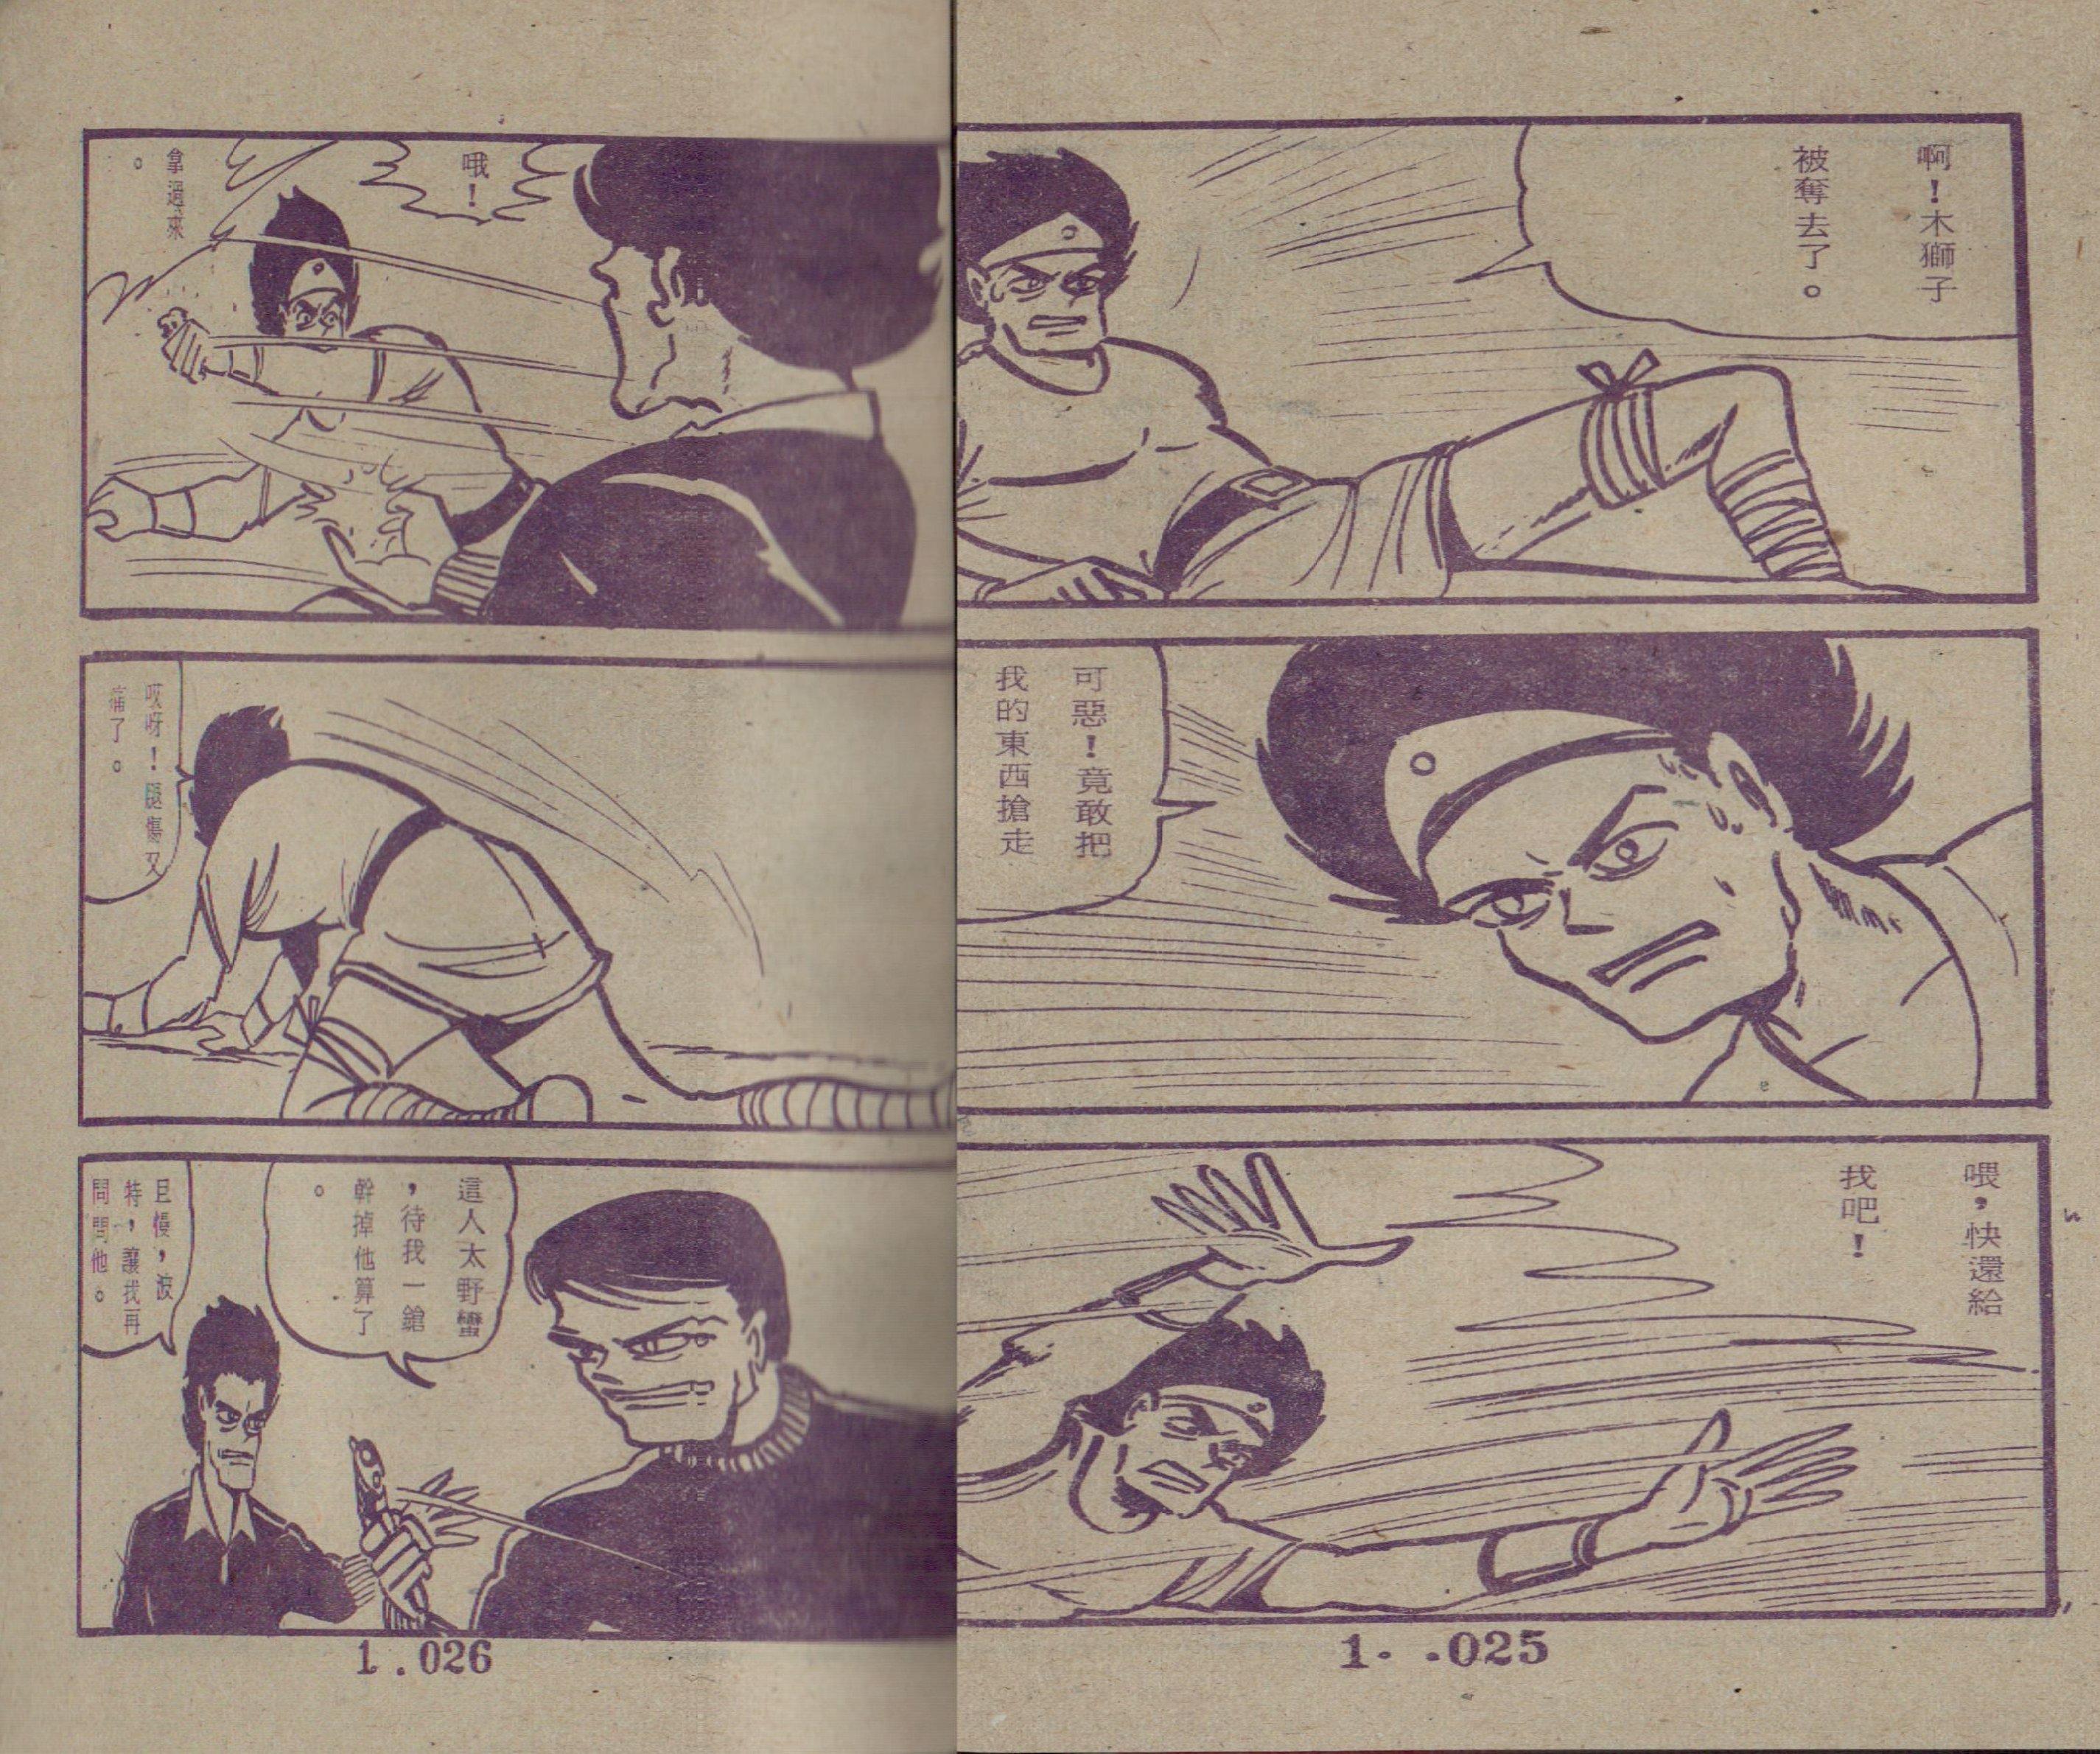 啊！木獅子
被奪去了。
可惡！竟敢把
我的東西搶走
喂，快還給
我吧！
1. .025
哦！
拿過來
。
哎呀！腿傷又
痛了。
這人太野蠻
，待我一鎗
幹掉他算了
。
且慢，波
特，讓我再
問問他。
1.026